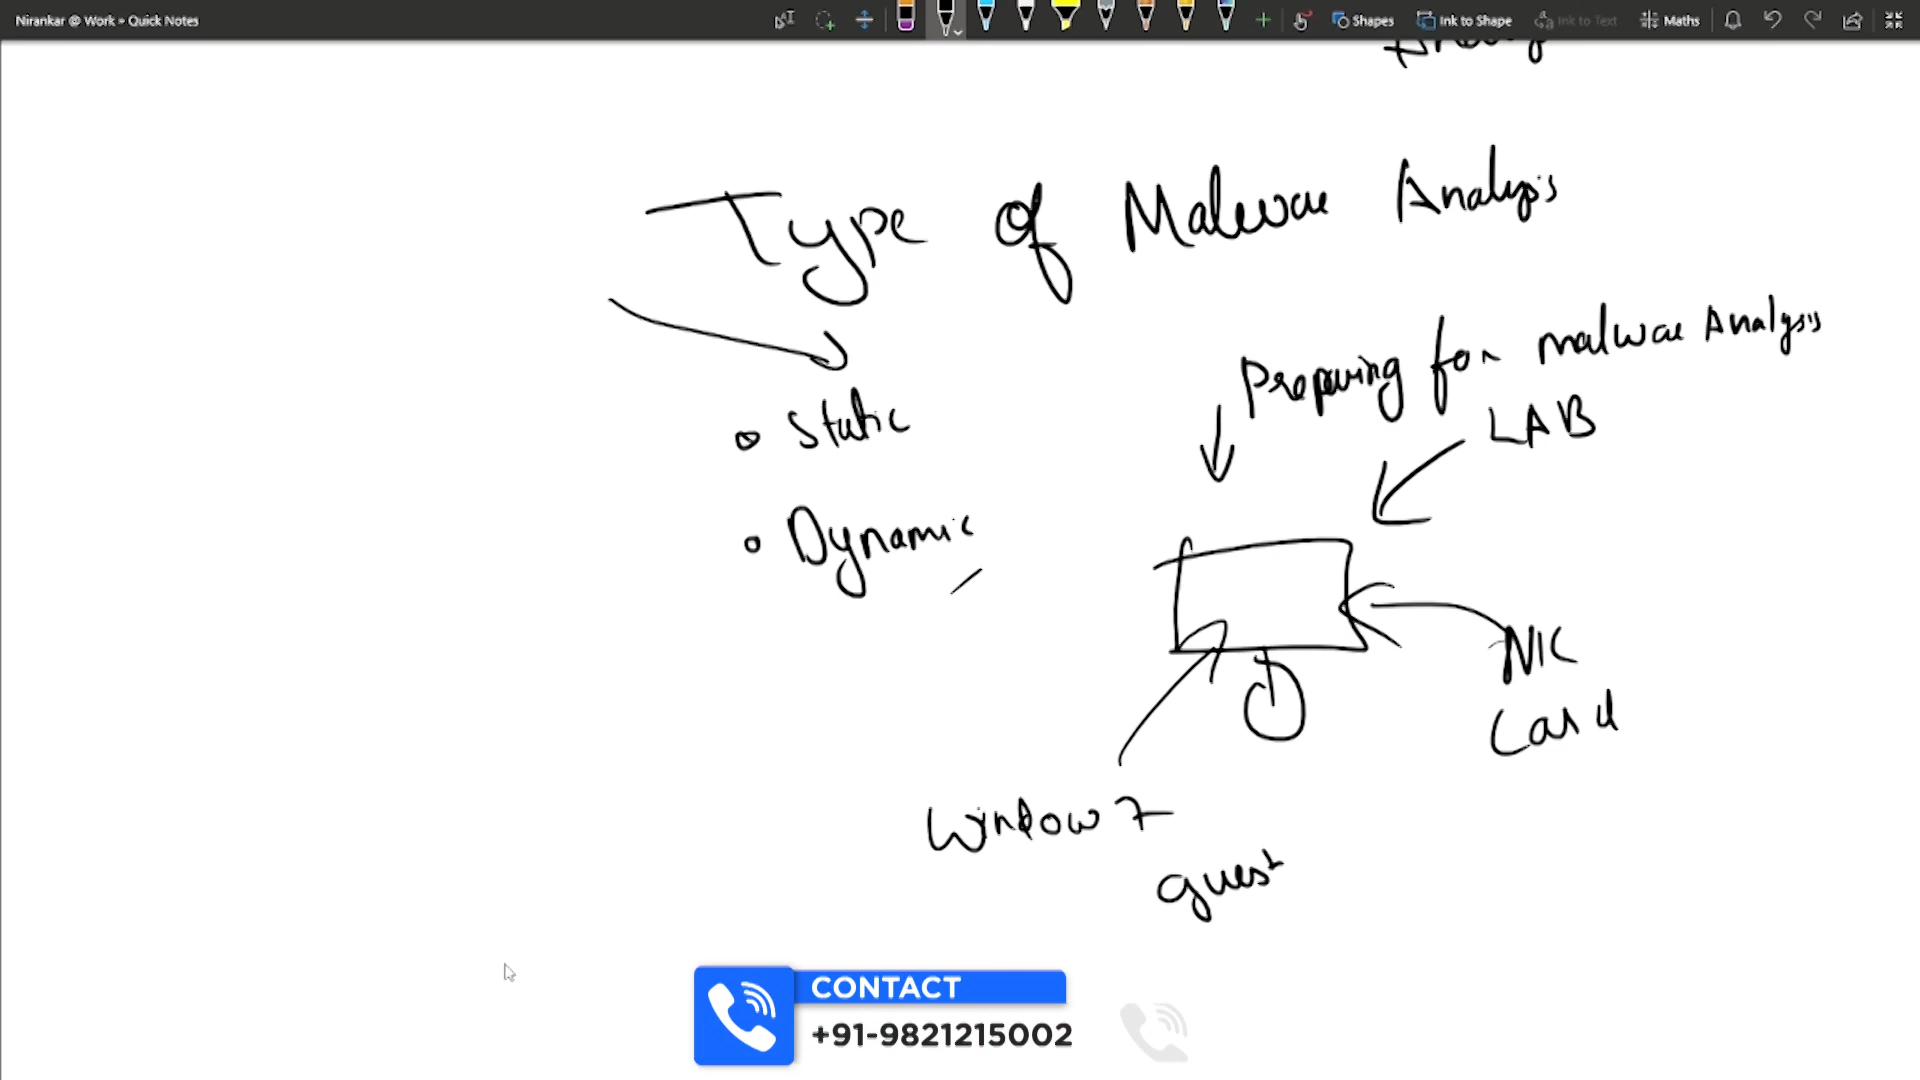 Nirankar @ Work » Quick Notes
Shapes
Ink to Shape
Ink to Text
Maths
Type of Malware Analysis
Preparing for malware Analysis
LAB
Static
Dynamic
NIC
Card
Window 7
guest
CONTACT
+91-9821215002